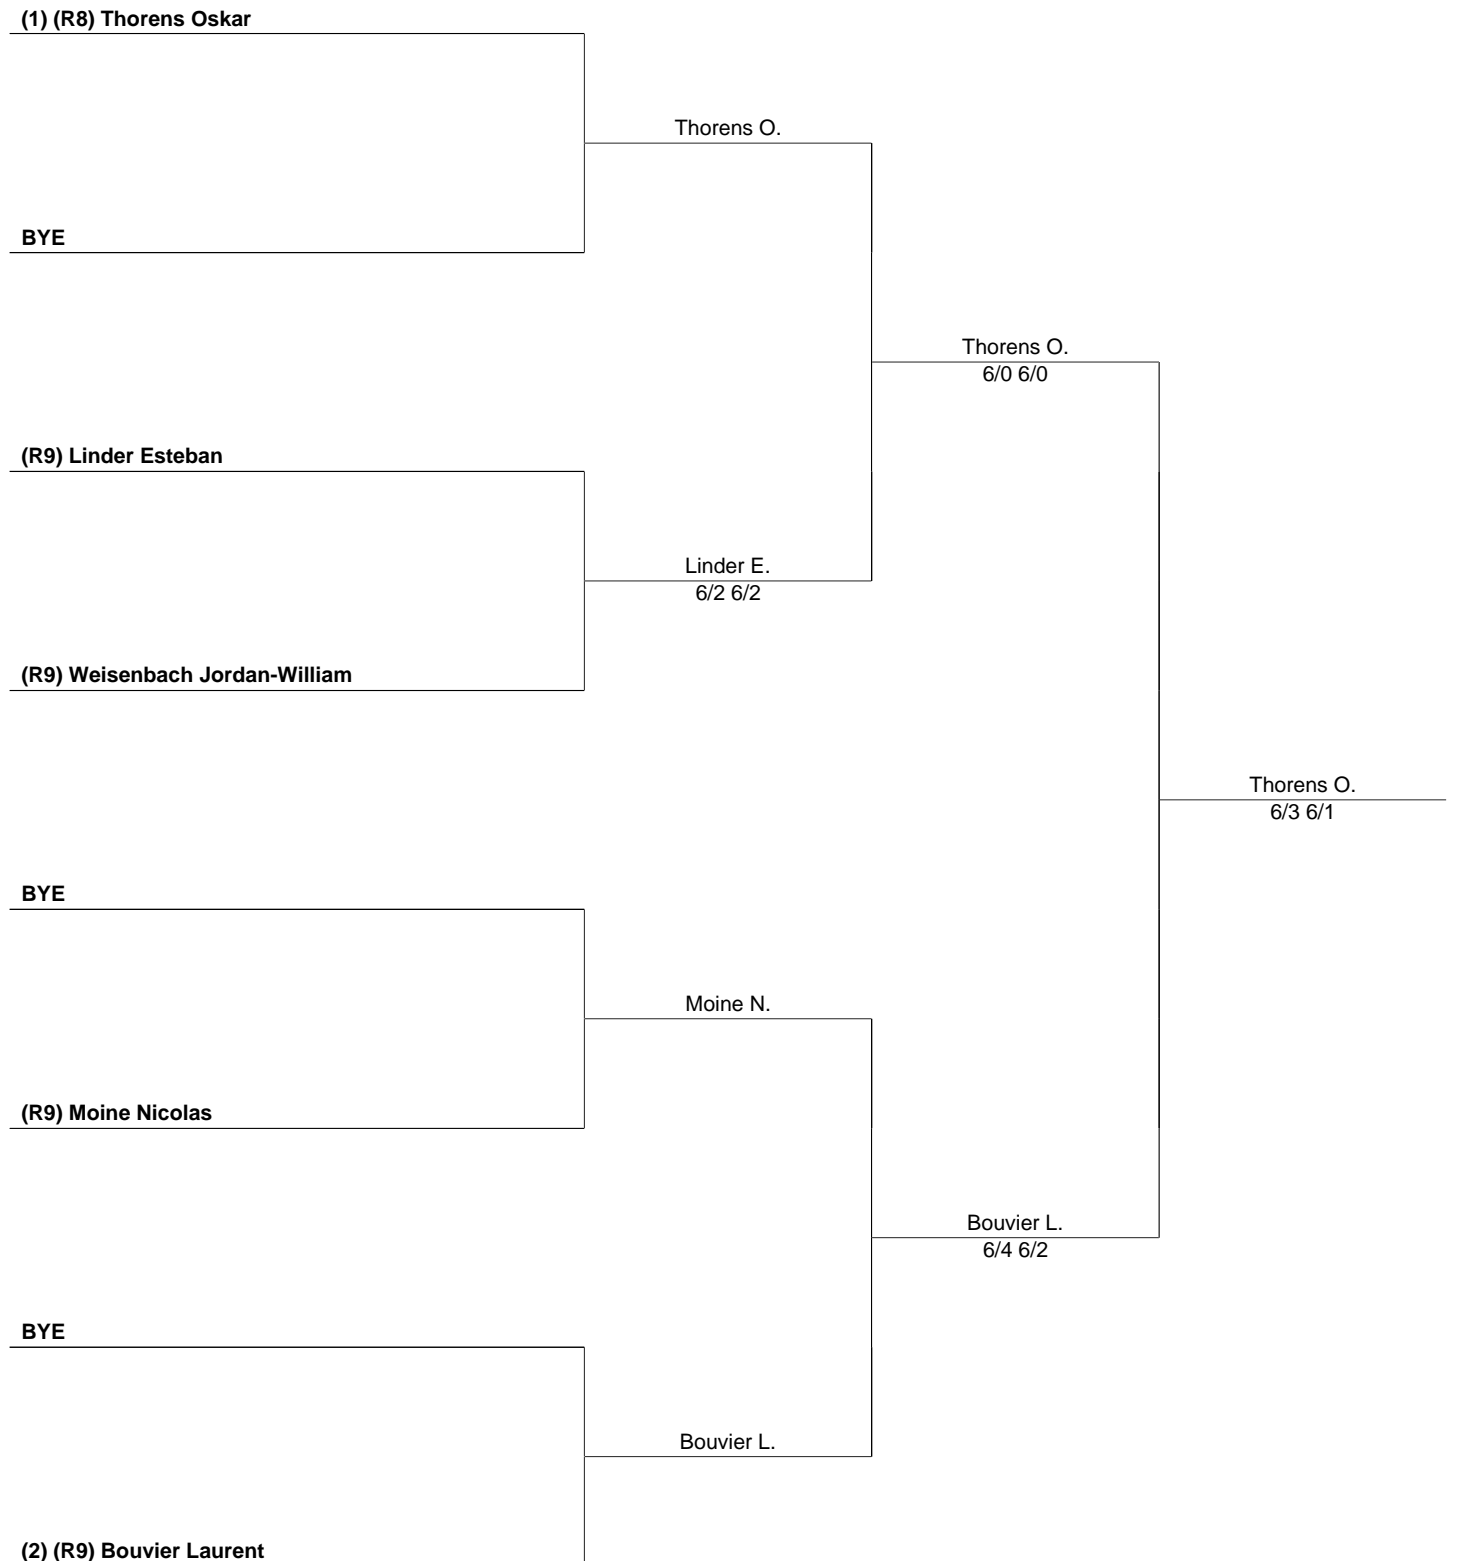 (1) (R8) Thorens Oskar
Thorens O.
BYE
Thorens O.
6/0 6/0
(R9) Linder Esteban
Linder E.
6/2 6/2
(R9) Weisenbach Jordan-William
Thorens O.
6/3 6/1
BYE
Moine N.
(R9) Moine Nicolas
Bouvier L.
6/4 6/2
BYE
Bouvier L.
(2) (R9) Bouvier Laurent